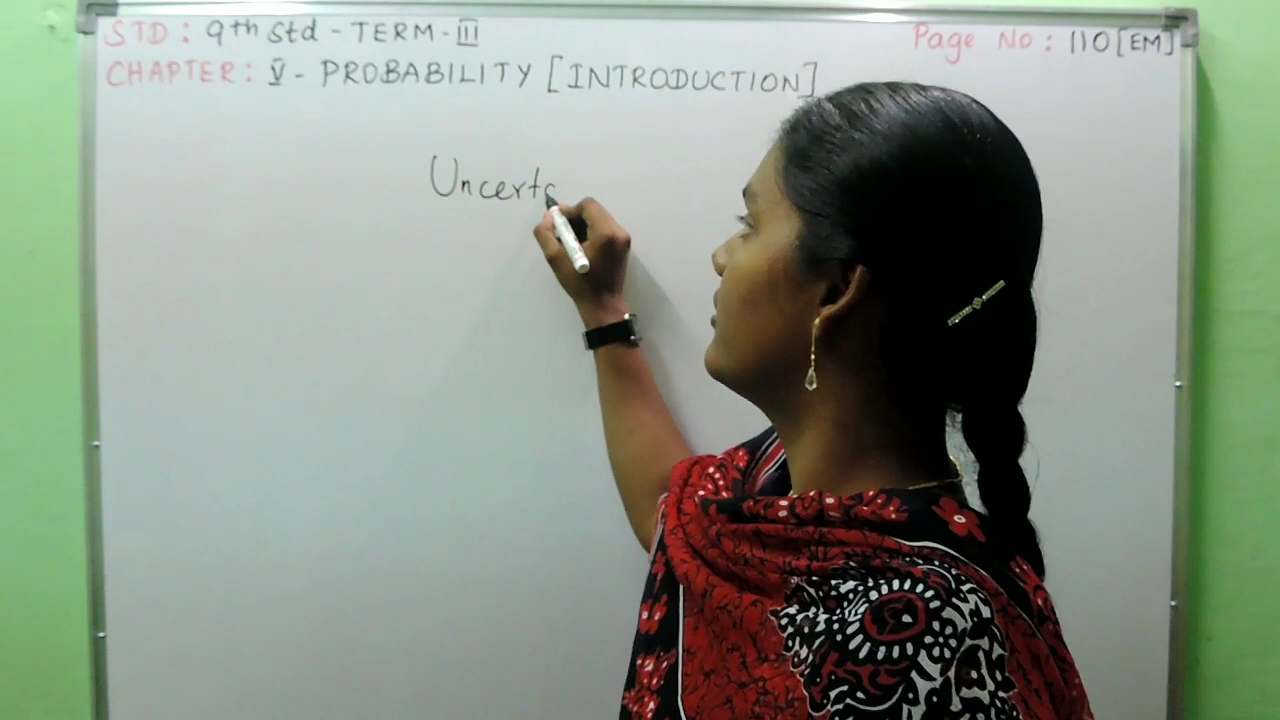 STD: 9th Std - TERM - III
Page No: 110 [EM]
CHAPTER: V - PROBABILITY [INTRODUCTION]
Uncerta